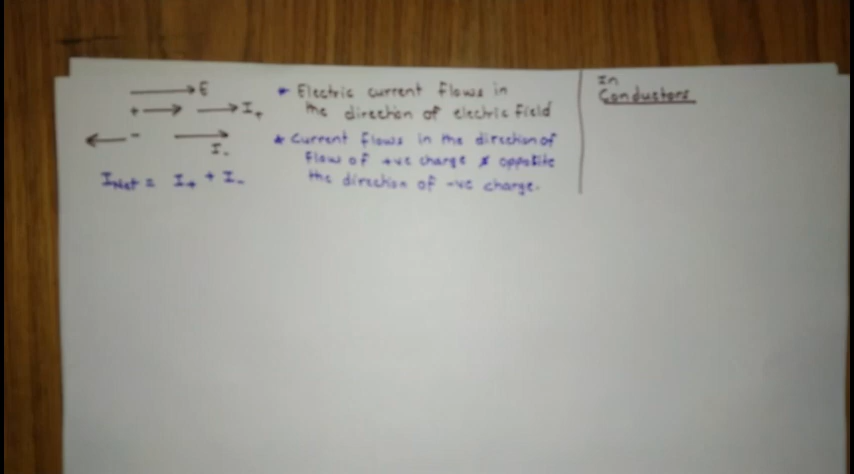 E
+ I+
- I-
INet = I+ + I-
* Electric current flows in
the direction of electric field
* Current flows in the direction of
flow of +ve charge & opposite
the direction of -ve charge.
In
Conductors